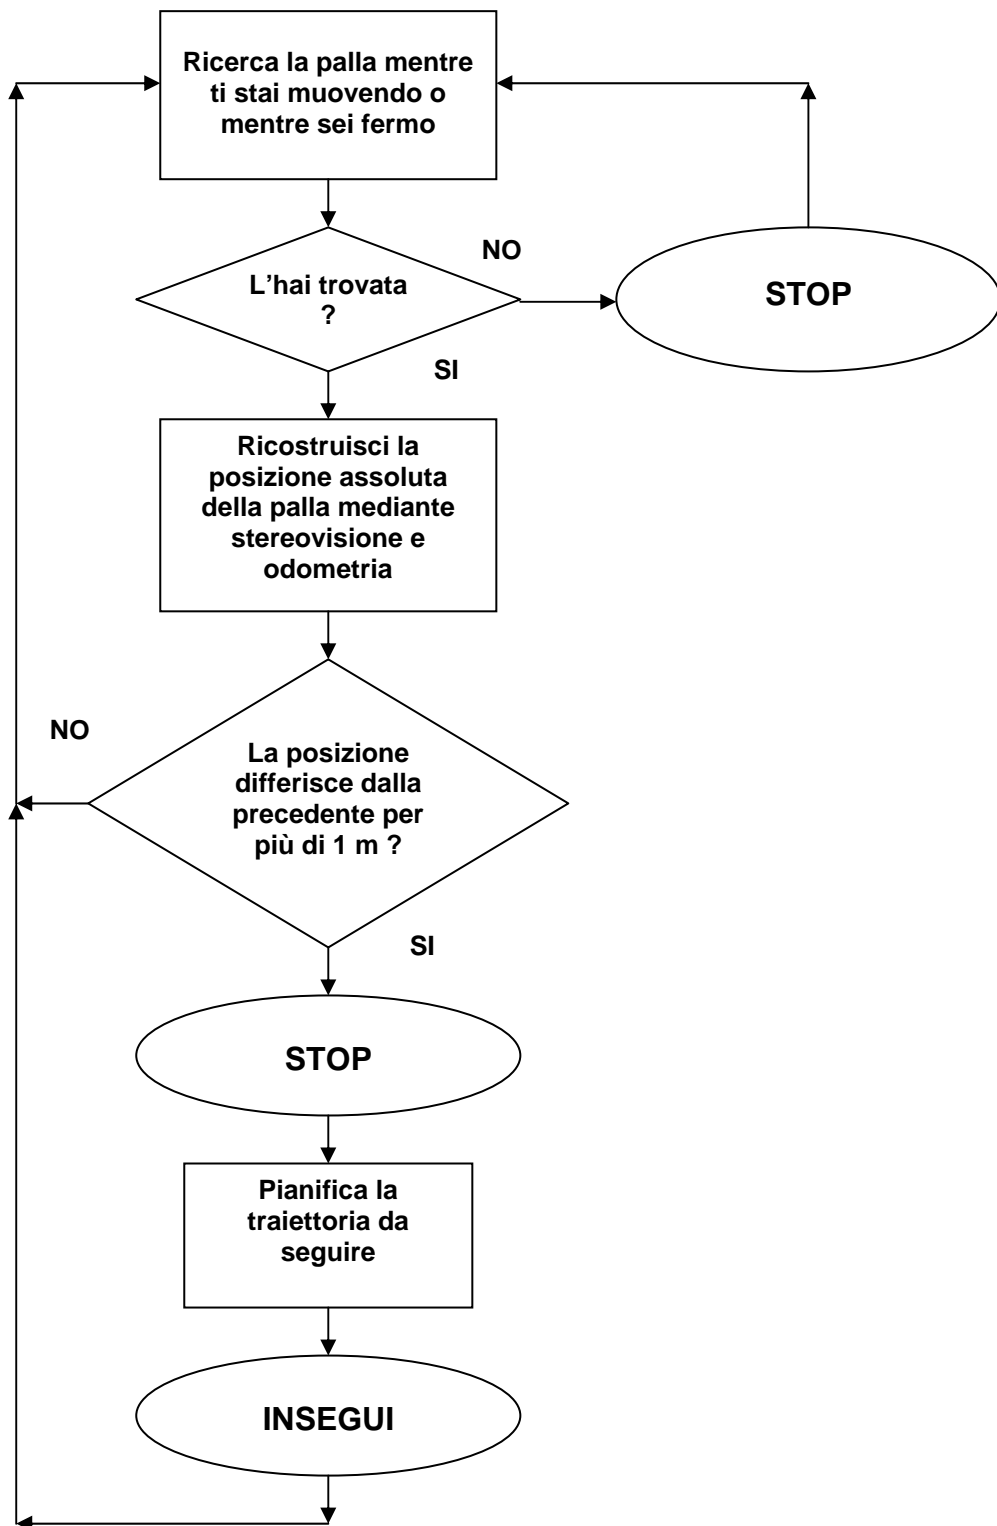 Ricerca la palla mentre
ti stai muovendo o
mentre sei fermo
NO
L'hai trovata
?
STOP
SI
Ricostruisci la
posizione assoluta
della palla mediante
stereovisione e
odometria
NO
La posizione
differisce dalla
precedente per
più di 1 m ?
SI
STOP
Pianifica la
traiettoria da
seguire
INSEGUI